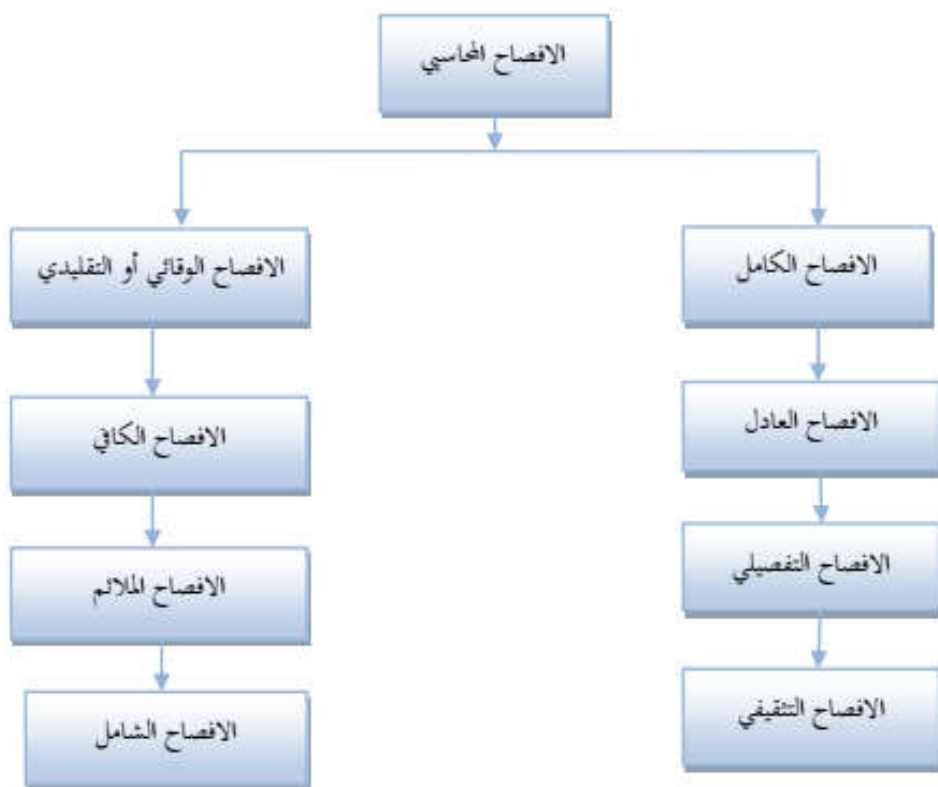 الافصاح المحاسبي
الافصاح الكامل
الافصاح الوقائي أو التقليدي
الافصاح العادل
الافصاح الكافي
الافصاح التفصيلي
الافصاح الملائم
الافصاح التثقيفي
الافصاح الشامل